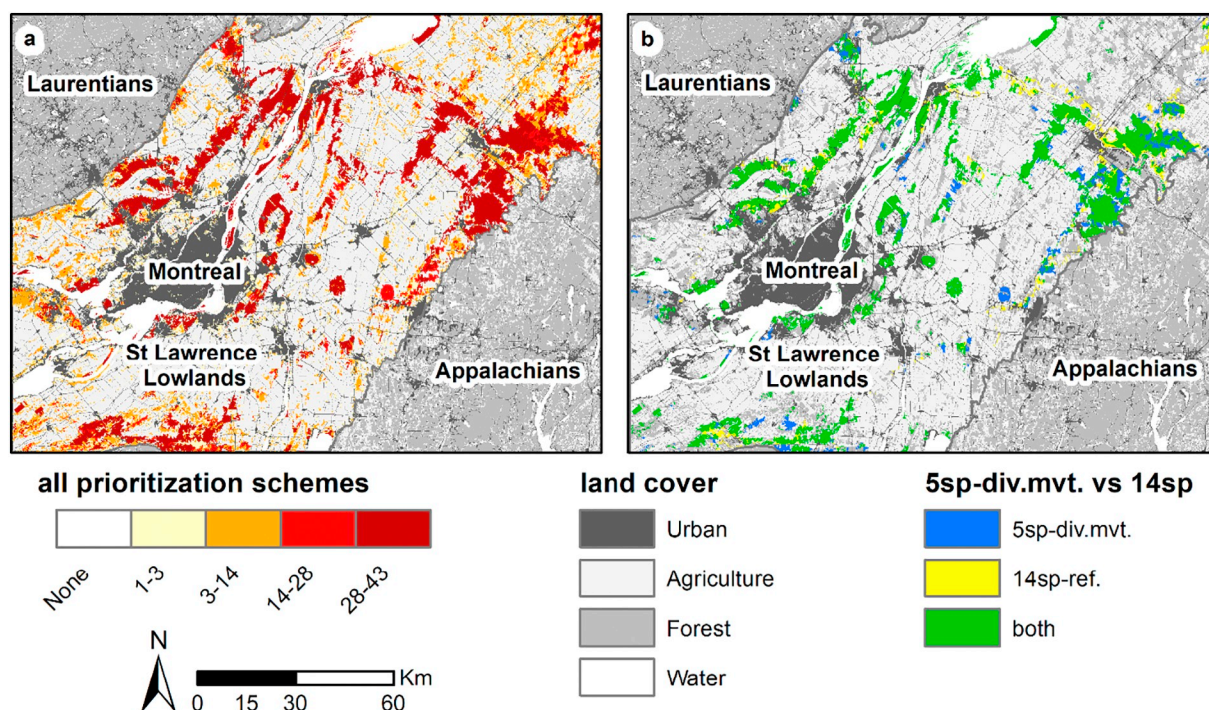 a
Laurentians
Montreal
St Lawrence
Lowlands
Appalachians
b
Laurentians
Montreal
St Lawrence
Lowlands
Appalachians
all prioritization schemes
None
1-3
3-14
14-28
28-43
N
Km
0 15 30 60
land cover
Urban
Agriculture
Forest
Water
5sp-div.mvt. vs 14sp
5sp-div.mvt.
14sp-ref.
both